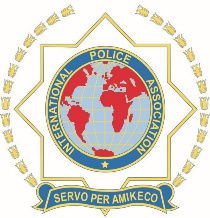 INTERNATIONAL POLICE ASSOCIATION
SERVO PER AMIKECO